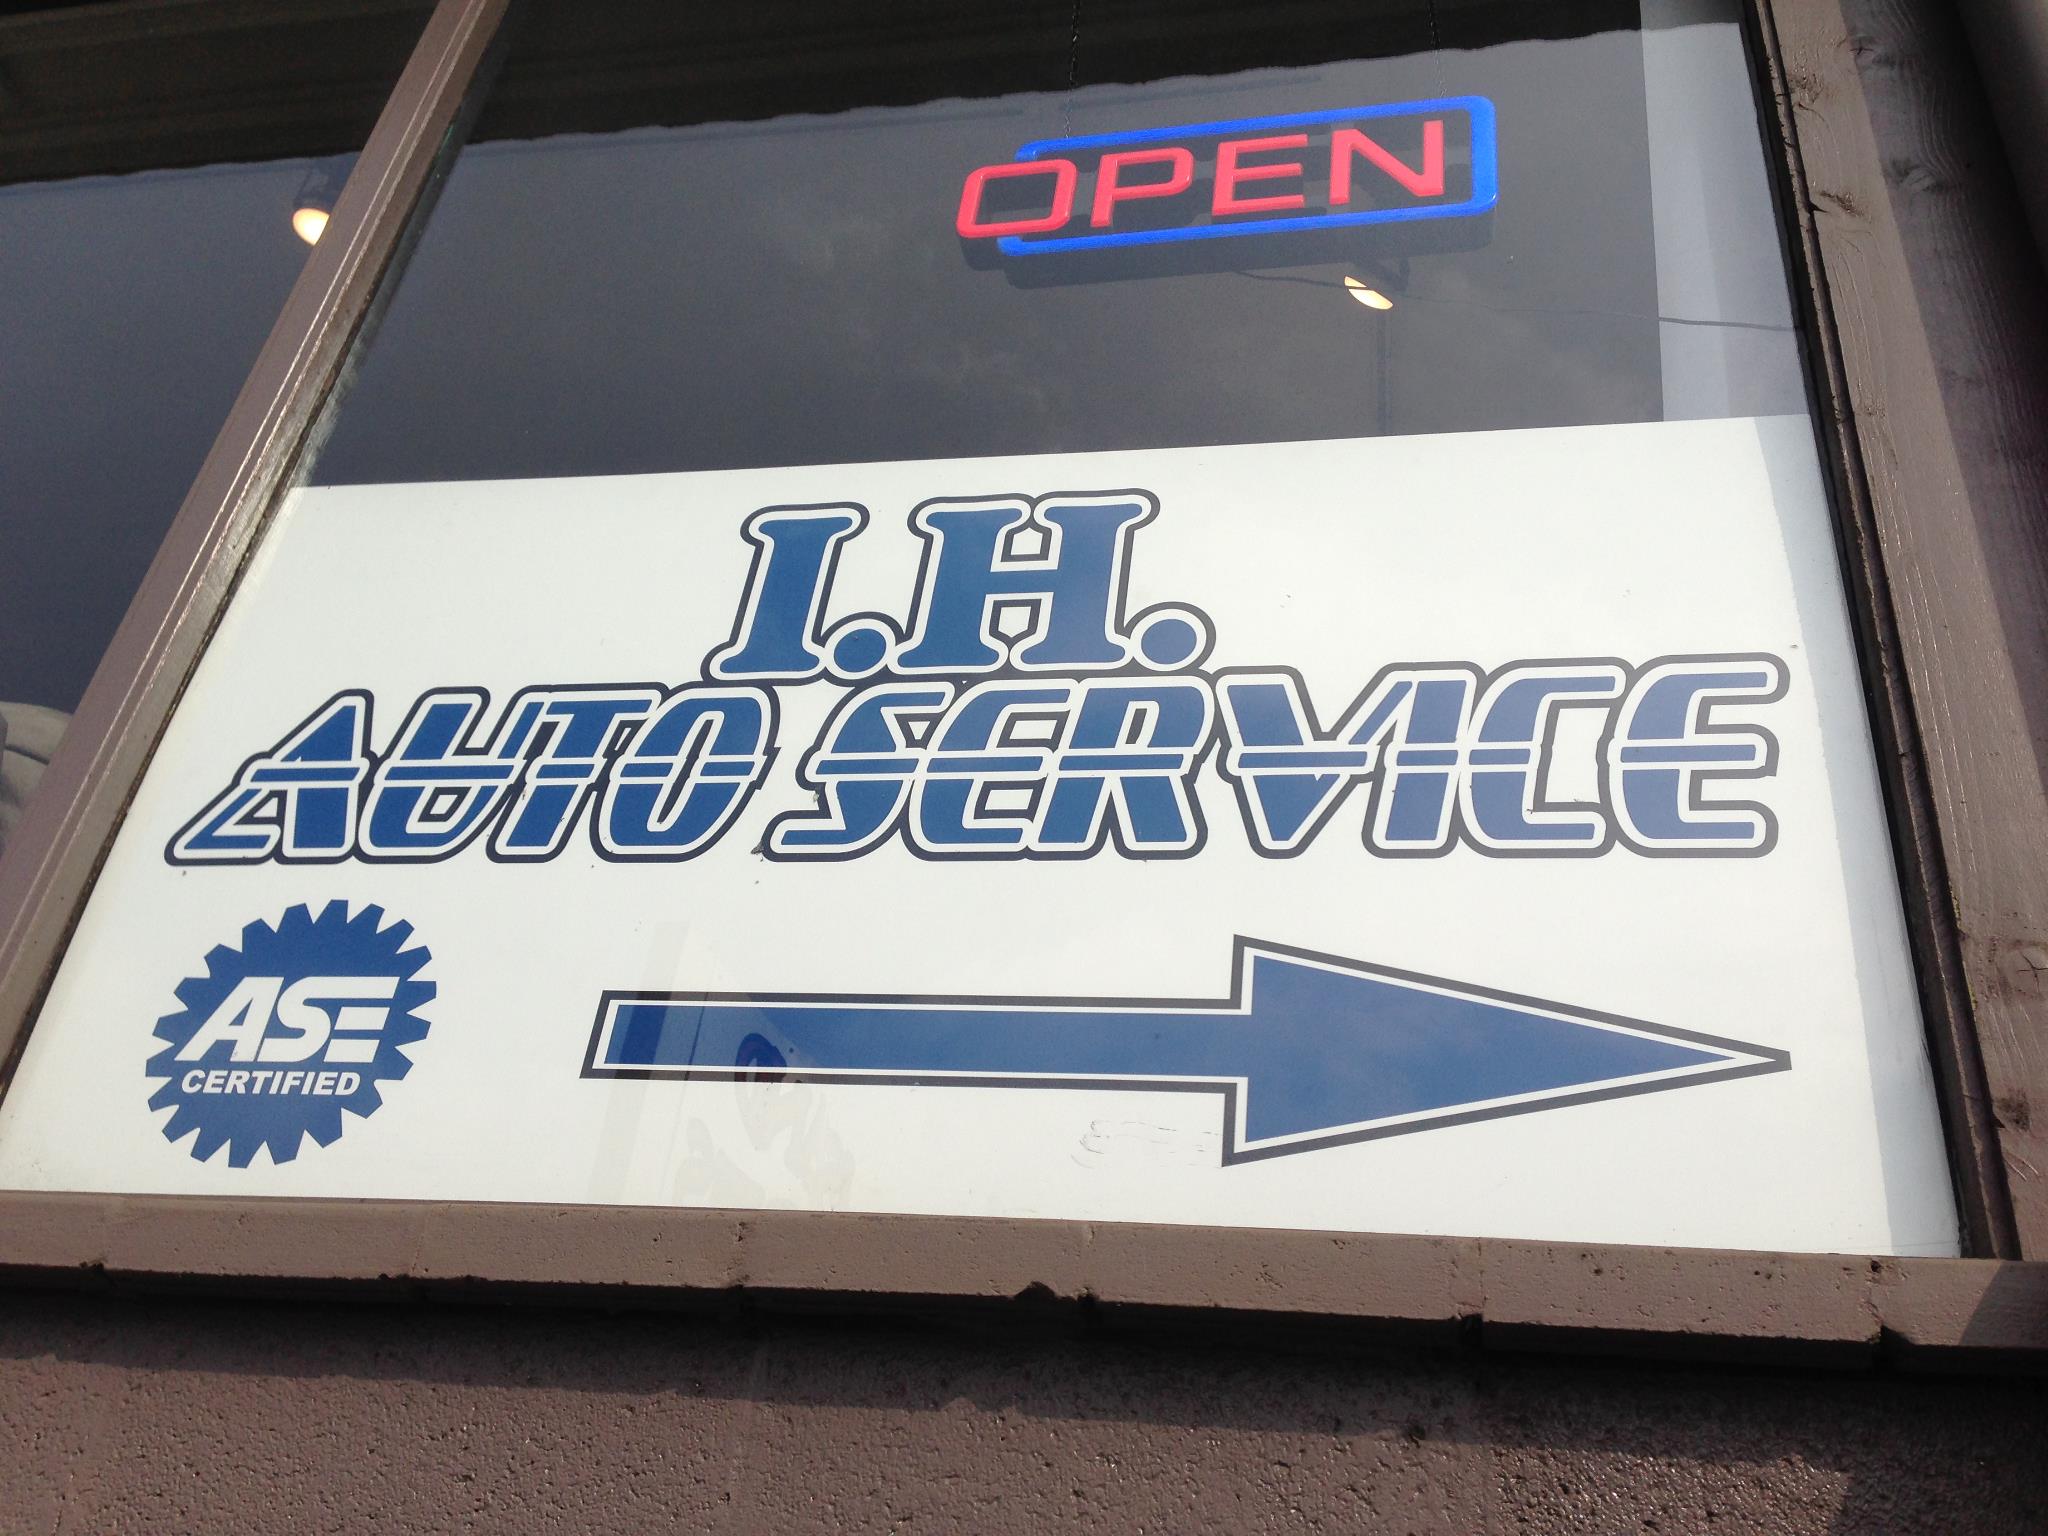 OPEN
I.H.
AUTO SERVICE
ASE
CERTIFIED